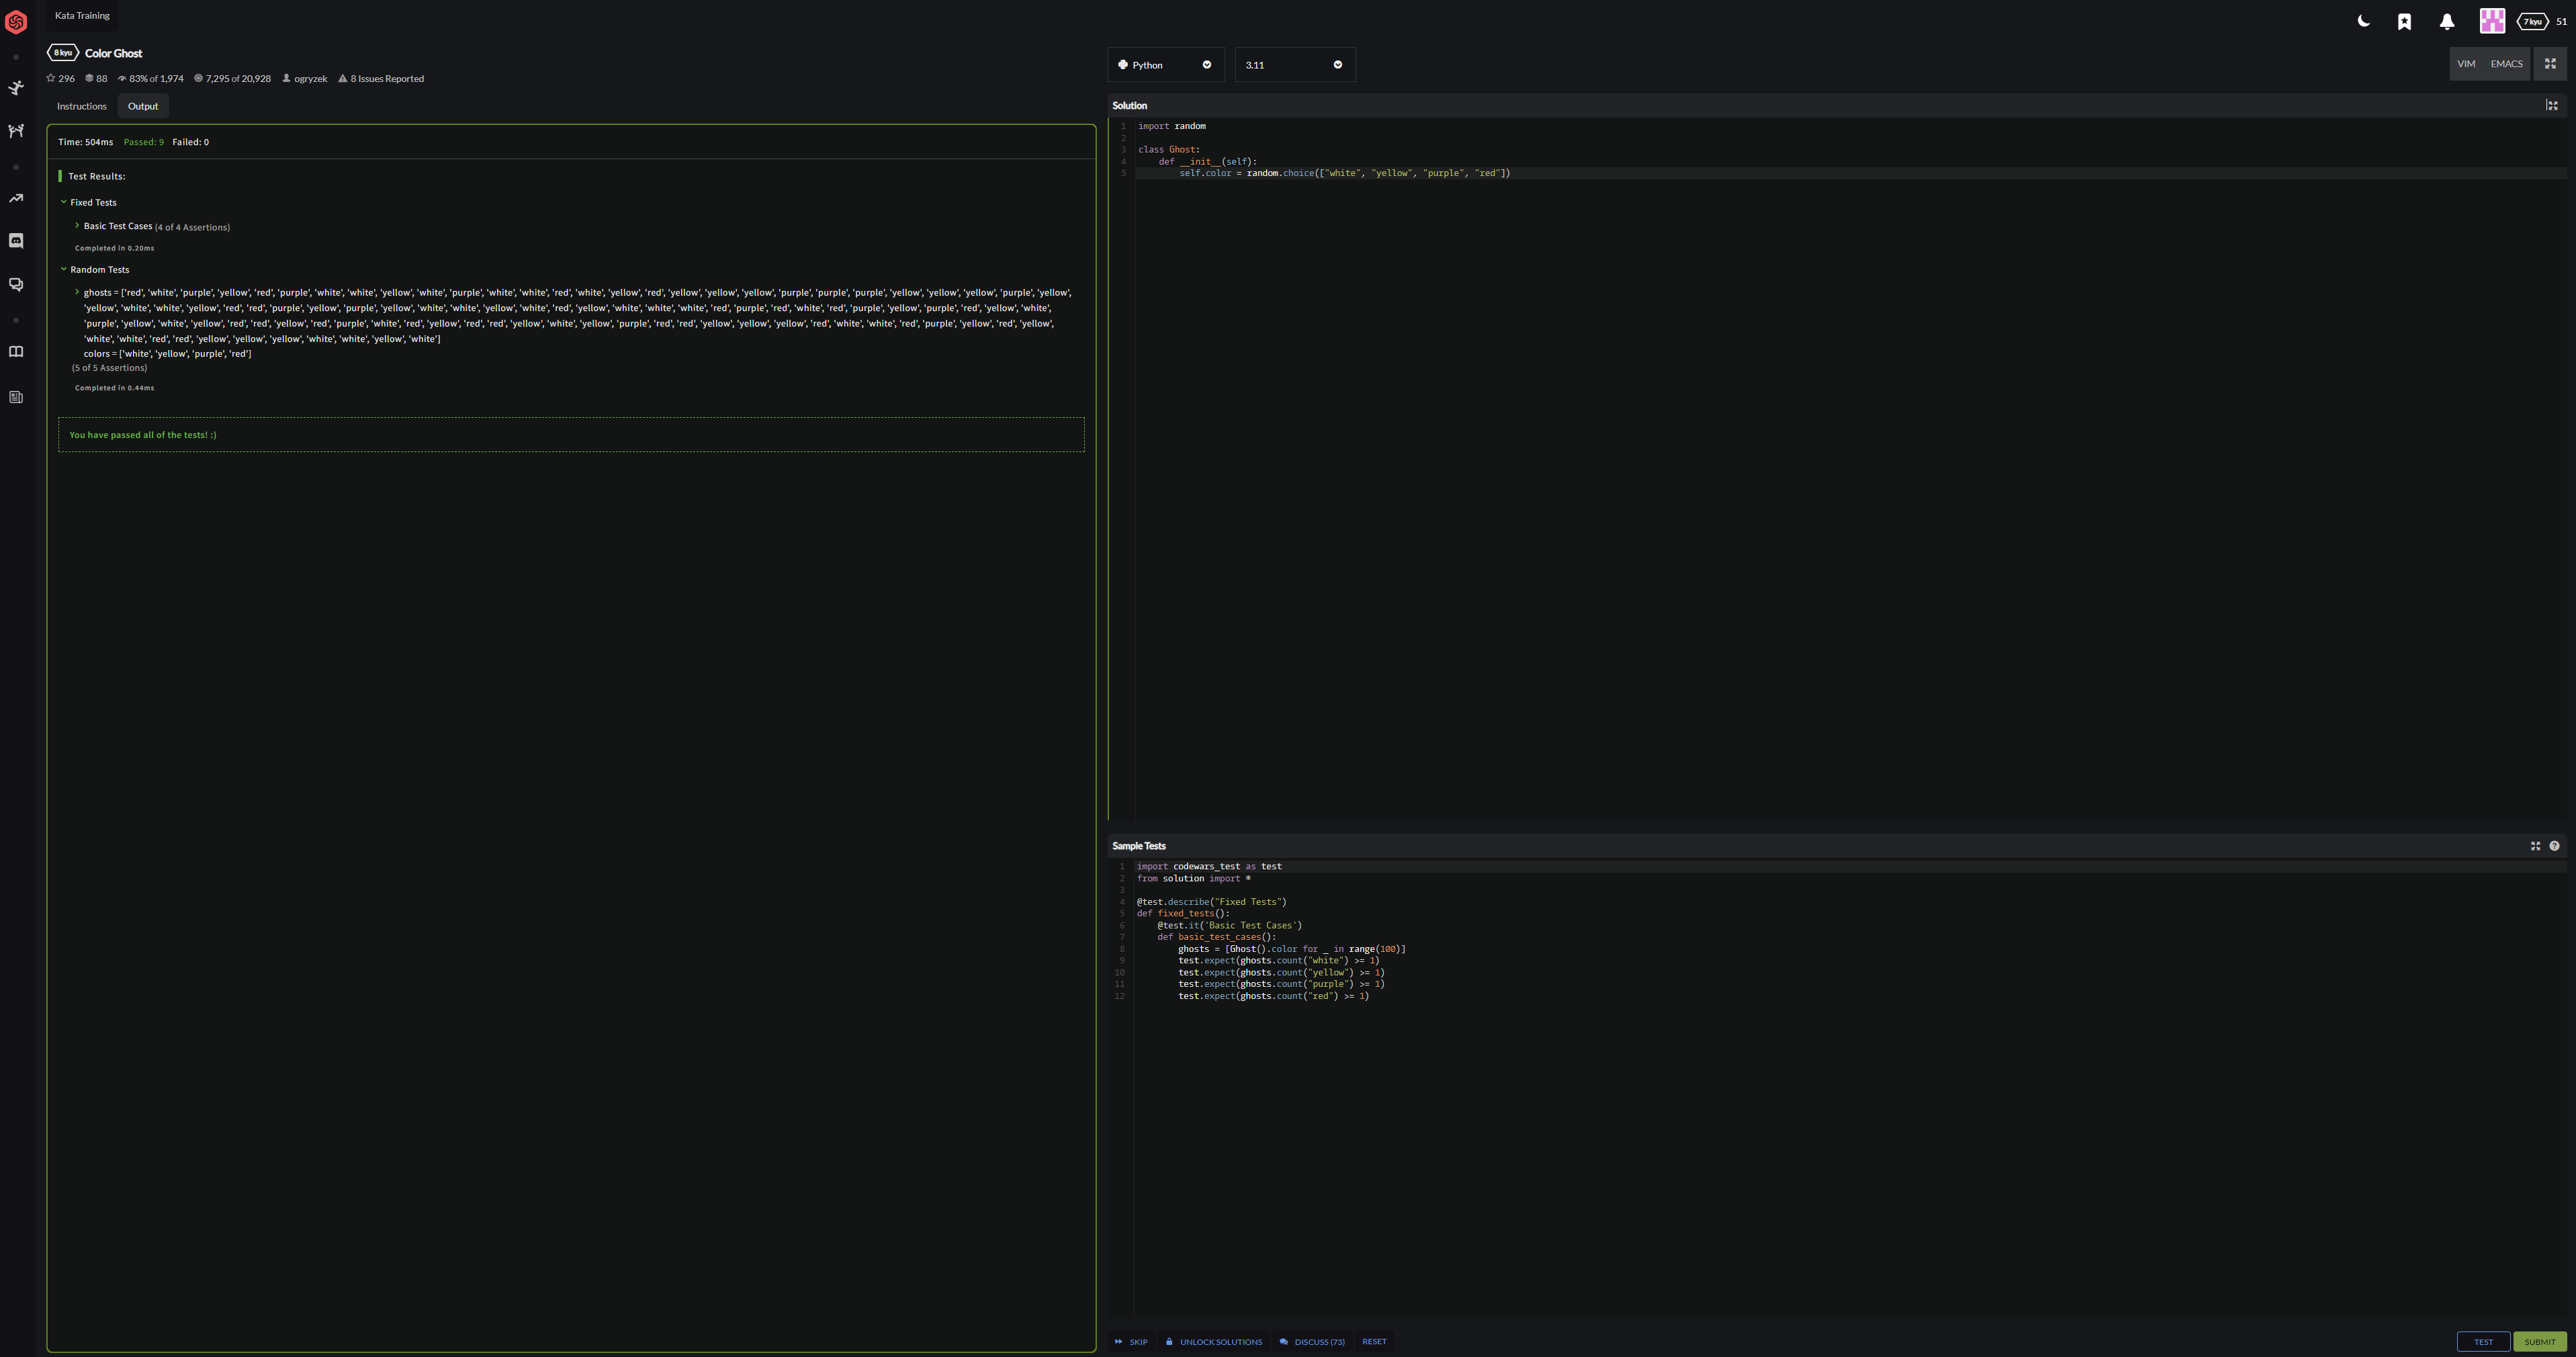 Kata Training
7 kyu 51
8 kyu Color Ghost
296 88 83% of 1,974 7,295 of 20,928 ogryzek 8 Issues Reported
Python 3.11
VIM EMACS
Instructions Output
Time: 504ms Passed: 9 Failed: 0
Test Results:
Fixed Tests
Basic Test Cases (4 of 4 Assertions)
Completed in 0.20ms
Random Tests
ghosts = ['red', 'white', 'purple', 'yellow', 'red', 'purple', 'white', 'white', 'yellow', 'white', 'purple', 'white', 'white', 'red', 'white', 'yellow', 'red', 'yellow', 'yellow', 'yellow', 'purple', 'purple', 'purple', 'yellow', 'yellow', 'yellow', 'purple', 'yellow',
'yellow', 'white', 'white', 'yellow', 'red', 'red', 'purple', 'yellow', 'purple', 'yellow', 'white', 'white', 'yellow', 'white', 'red', 'yellow', 'white', 'white', 'white', 'red', 'purple', 'red', 'white', 'red', 'purple', 'yellow', 'purple', 'red', 'yellow', 'white',
'purple', 'yellow', 'white', 'yellow', 'red', 'red', 'yellow', 'red', 'purple', 'white', 'red', 'yellow', 'red', 'red', 'yellow', 'white', 'yellow', 'purple', 'red', 'red', 'yellow', 'yellow', 'yellow', 'red', 'white', 'white', 'red', 'purple', 'yellow', 'red', 'yellow',
'white', 'white', 'red', 'red', 'yellow', 'yellow', 'yellow', 'white', 'white', 'yellow', 'white']
colors = ['white', 'yellow', 'purple', 'red']
(5 of 5 Assertions)
Completed in 0.44ms
You have passed all of the tests! :)
Solution
1 import random
2
3 class Ghost:
4     def __init__(self):
5         self.color = random.choice(["white", "yellow", "purple", "red"])
Sample Tests
1 import codewars_test as test
2 from solution import *
3
4 @test.describe("Fixed Tests")
5 def fixed_tests():
6     @test.it('Basic Test Cases')
7     def basic_test_cases():
8         ghosts = [Ghost().color for _ in range(100)]
9         test.expect(ghosts.count("white") >= 1)
10         test.expect(ghosts.count("yellow") >= 1)
11         test.expect(ghosts.count("purple") >= 1)
12         test.expect(ghosts.count("red") >= 1)
SKIP UNLOCK SOLUTIONS DISCUSS (73) RESET
TEST SUBMIT